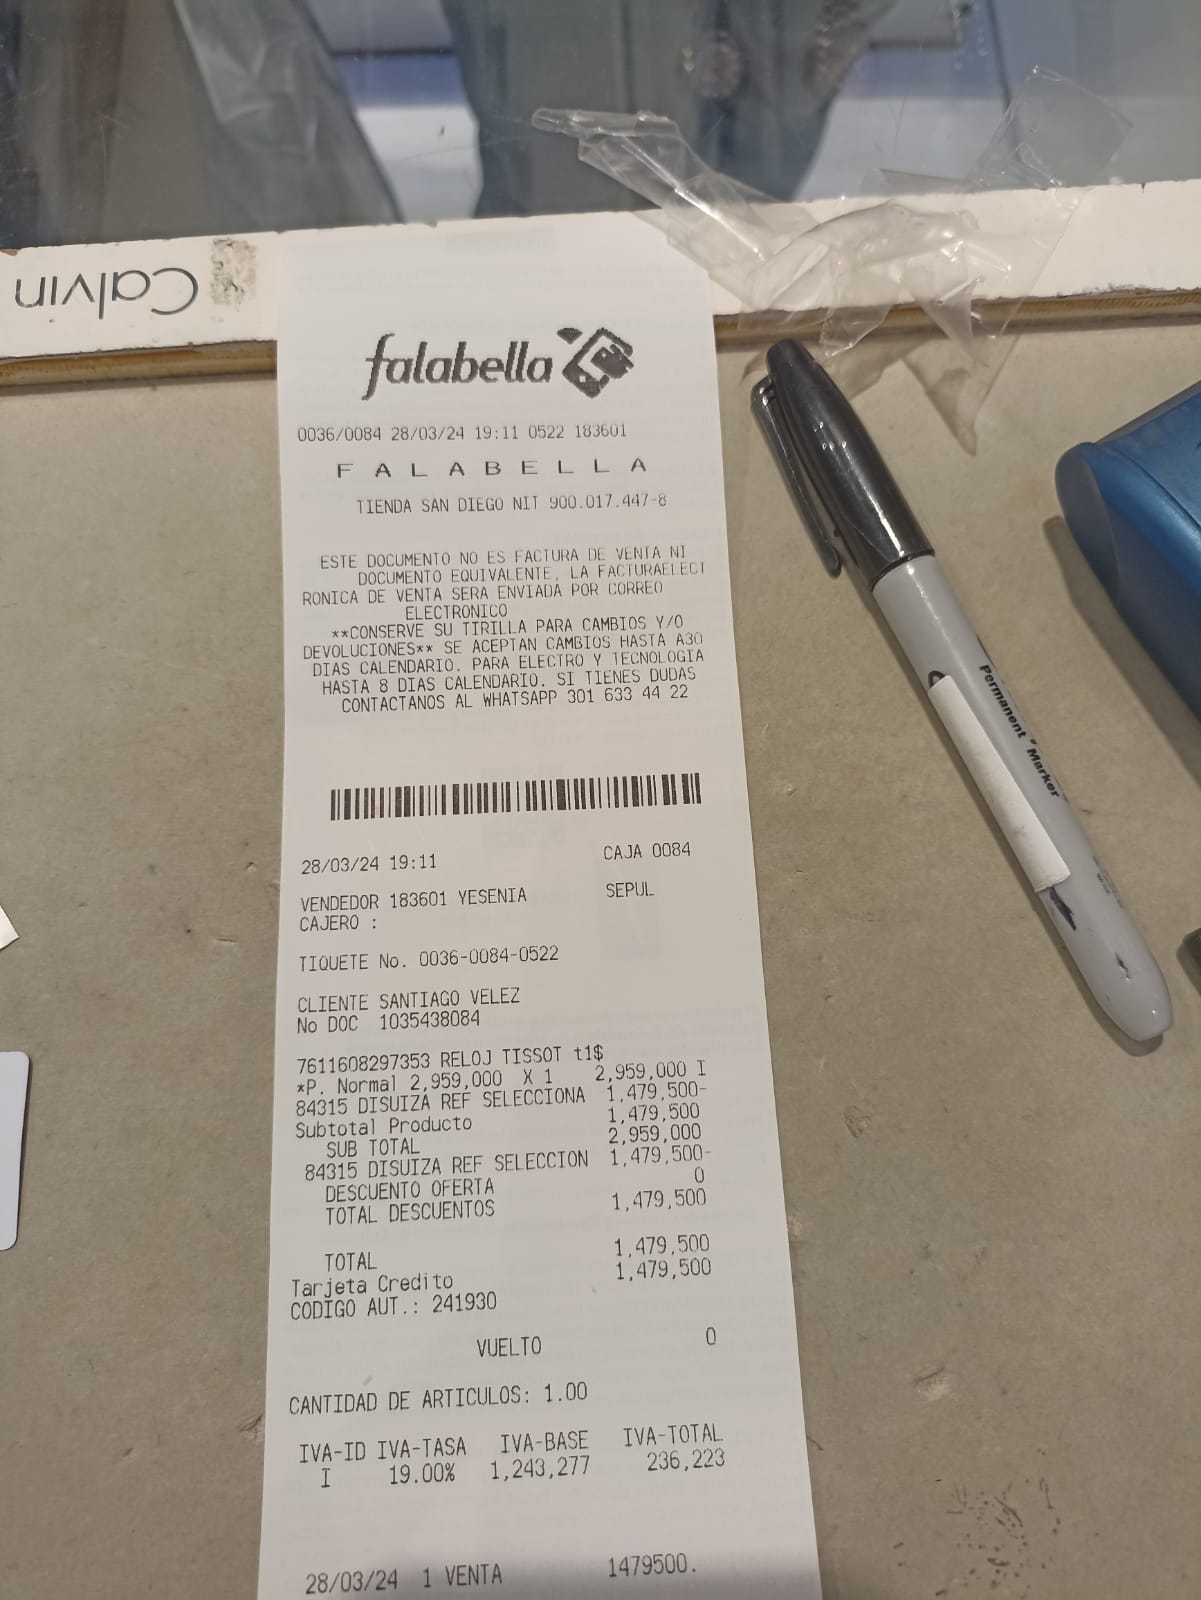 Calvin
falabella
0036/0084 28/03/24 19:11 0522 183601
F A L A B E L L A
TIENDA SAN DIEGO NIT 900.017.447-8
ESTE DOCUMENTO NO ES FACTURA DE VENTA NI
DOCUMENTO EQUIVALENTE, LA FACTURAELECT
RONICA DE VENTA SERA ENVIADA POR CORREO
ELECTRONICO
**CONSERVE SU TIRILLA PARA CAMBIOS Y/O
DEVOLUCIONES** SE ACEPTAN CAMBIOS HASTA A30
DIAS CALENDARIO. PARA ELECTRO Y TECNOLOGIA
HASTA 8 DIAS CALENDARIO. SI TIENES DUDAS
CONTACTANOS AL WHATSAPP 301 633 44 22
28/03/24 19:11 CAJA 0084
VENDEDOR 183601 YESENIA SEPUL
CAJERO :
TIQUETE No. 0036-0084-0522
CLIENTE SANTIAGO VELEZ
No DOC 1035438084
7611608297353 RELOJ TISSOT t1$
*P. Normal 2,959,000 X 1 2,959,000 I
84315 DISUIZA REF SELECCIONA 1,479,500-
Subtotal Producto 1,479,500
SUB TOTAL 2,959,000
84315 DISUIZA REF SELECCION 1,479,500-
DESCUENTO OFERTA 0
TOTAL DESCUENTOS 1,479,500
TOTAL 1,479,500
Tarjeta Credito 1,479,500
CODIGO AUT.: 241930
VUELTO 0
CANTIDAD DE ARTICULOS: 1.00
IVA-ID IVA-TASA IVA-BASE IVA-TOTAL
I 19.00% 1,243,277 236,223
28/03/24 1 VENTA 1479500.
Permanent Marker